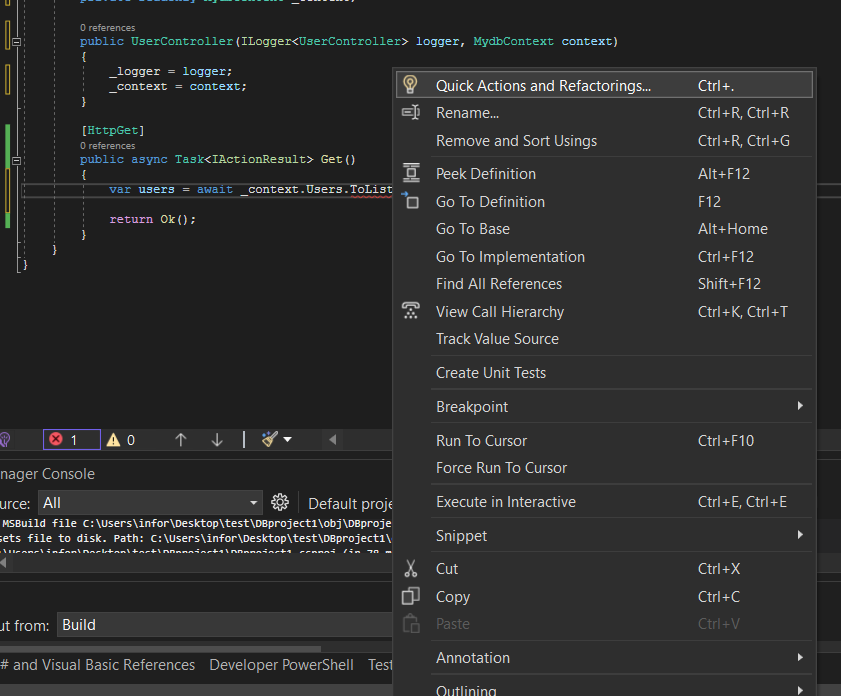 0 references
public UserController(ILogger<UserController> logger, MydbContext context)
{
_logger = logger;
_context = context;
}
[HttpGet]
0 references
public async Task<IActionResult> Get()
{
var users = await _context.Users.ToList
return Ok();
}
}
}
Quick Actions and Refactorings... Ctrl+.
Rename... Ctrl+R, Ctrl+R
Remove and Sort Usings Ctrl+R, Ctrl+G
Peek Definition Alt+F12
Go To Definition F12
Go To Base Alt+Home
Go To Implementation Ctrl+F12
Find All References Shift+F12
View Call Hierarchy Ctrl+K, Ctrl+T
Track Value Source
Create Unit Tests
Breakpoint
Run To Cursor Ctrl+F10
Force Run To Cursor
Execute in Interactive Ctrl+E, Ctrl+E
Snippet
Cut Ctrl+X
Copy Ctrl+C
Paste Ctrl+V
Annotation
Outlining
1 0
nager Console
urce: All Default proje
MSBuild file C:\Users\infor\Desktop\test\DBproject1\obj\DBproje
sets file to disk. Path: C:\Users\infor\Desktop\test\DBproject1\
ut from: Build
# and Visual Basic References Developer PowerShell Test